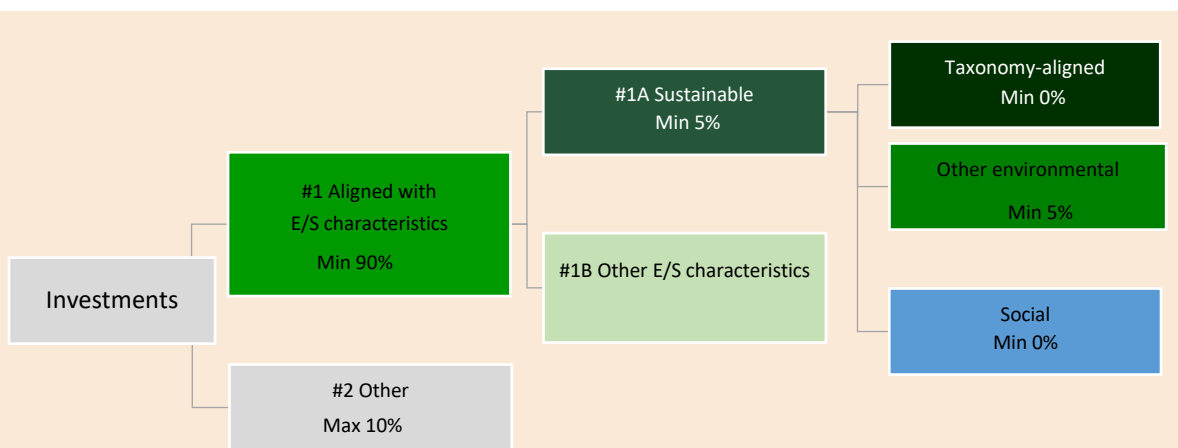 Investments
#1 Aligned with
E/S characteristics
Min 90%
#2 Other
Max 10%
#1A Sustainable
Min 5%
#1B Other E/S characteristics
Taxonomy-aligned
Min 0%
Other environmental
Min 5%
Social
Min 0%